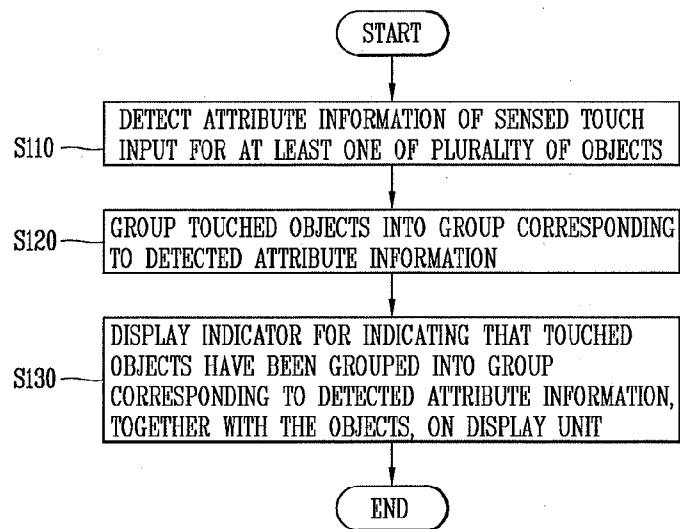 START
S110
DETECT ATTRIBUTE INFORMATION OF SENSED TOUCH
INPUT FOR AT LEAST ONE OF PLURALITY OF OBJECTS
S120
GROUP TOUCHED OBJECTS INTO GROUP CORRESPONDING
TO DETECTED ATTRIBUTE INFORMATION
S130
DISPLAY INDICATOR FOR INDICATING THAT TOUCHED
OBJECTS HAVE BEEN GROUPED INTO GROUP
CORRESPONDING TO DETECTED ATTRIBUTE INFORMATION,
TOGETHER WITH THE OBJECTS, ON DISPLAY UNIT
END